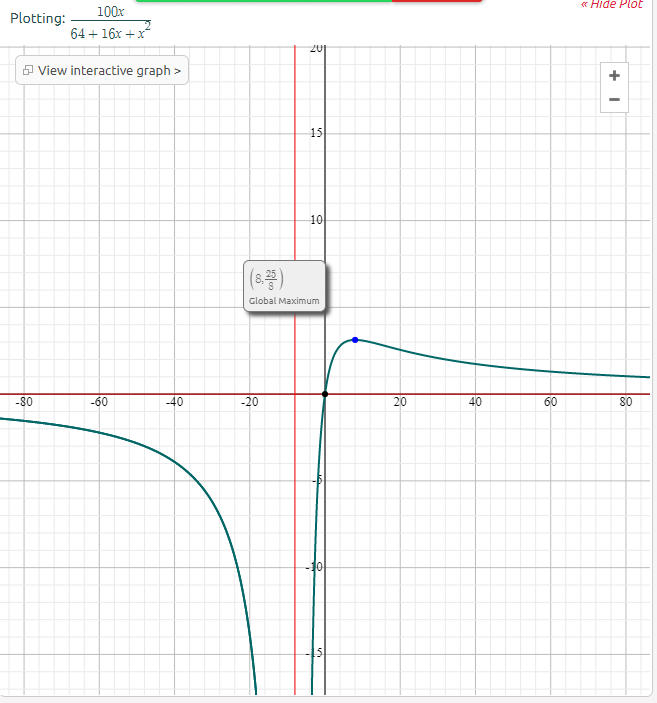 « Hide Plot
Plotting: 100x
64 + 16x + x²
View interactive graph >
+
−
20
15
10
(8, 25/8)
Global Maximum
-80 -60 -40 -20 20 40 60 80
-5
-10
-15